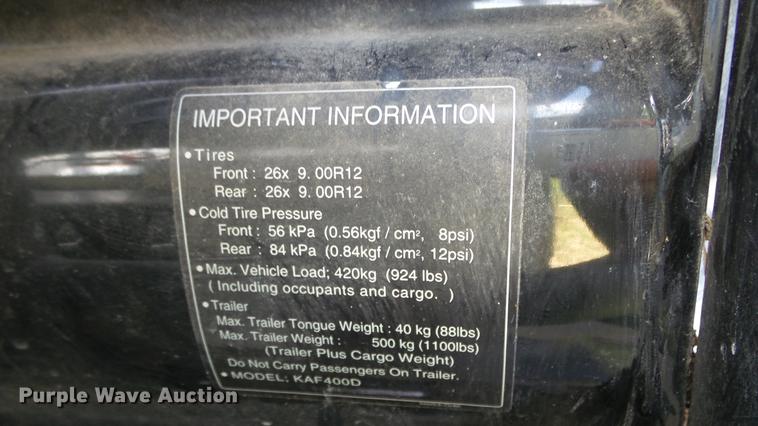 IMPORTANT INFORMATION
• Tires
Front : 26x 9. 00R12
Rear : 26x 9. 00R12
• Cold Tire Pressure
Front : 56 kPa (0.56kgf / cm², 8psi)
Rear : 84 kPa (0.84kgf / cm², 12psi)
• Max. Vehicle Load; 420kg (924 lbs)
( Including occupants and cargo. )
• Trailer
Max. Trailer Tongue Weight : 40 kg (88lbs)
Max. Trailer Weight : 500 kg (1100lbs)
(Trailer Plus Cargo Weight)
Do Not Carry Passengers On Trailer.
• MODEL; KAF400D
Purple Wave Auction